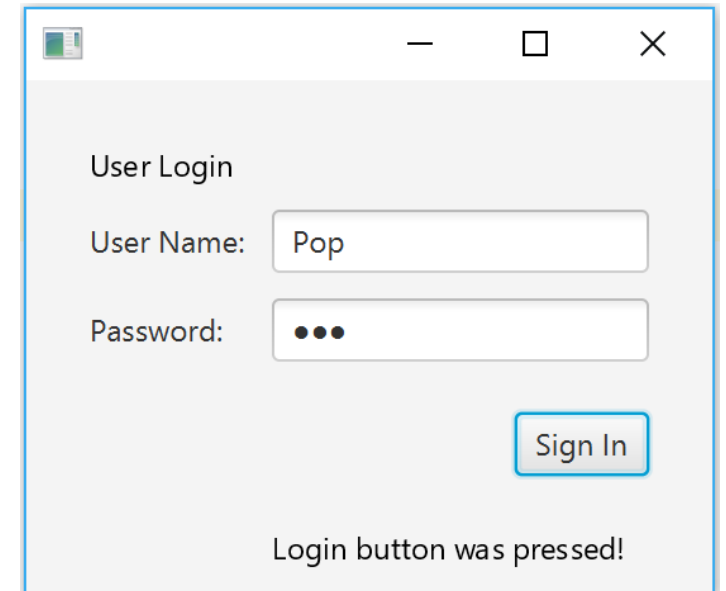 User Login
User Name: Pop
Password: ●●●
Sign In
Login button was pressed!